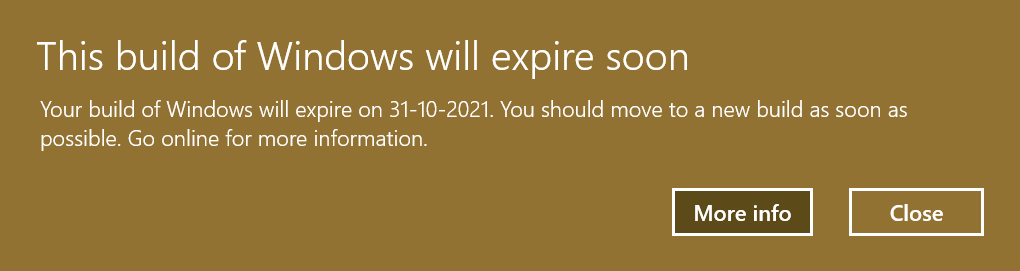 This build of Windows will expire soon
Your build of Windows will expire on 31-10-2021. You should move to a new build as soon as
possible. Go online for more information.
More info
Close